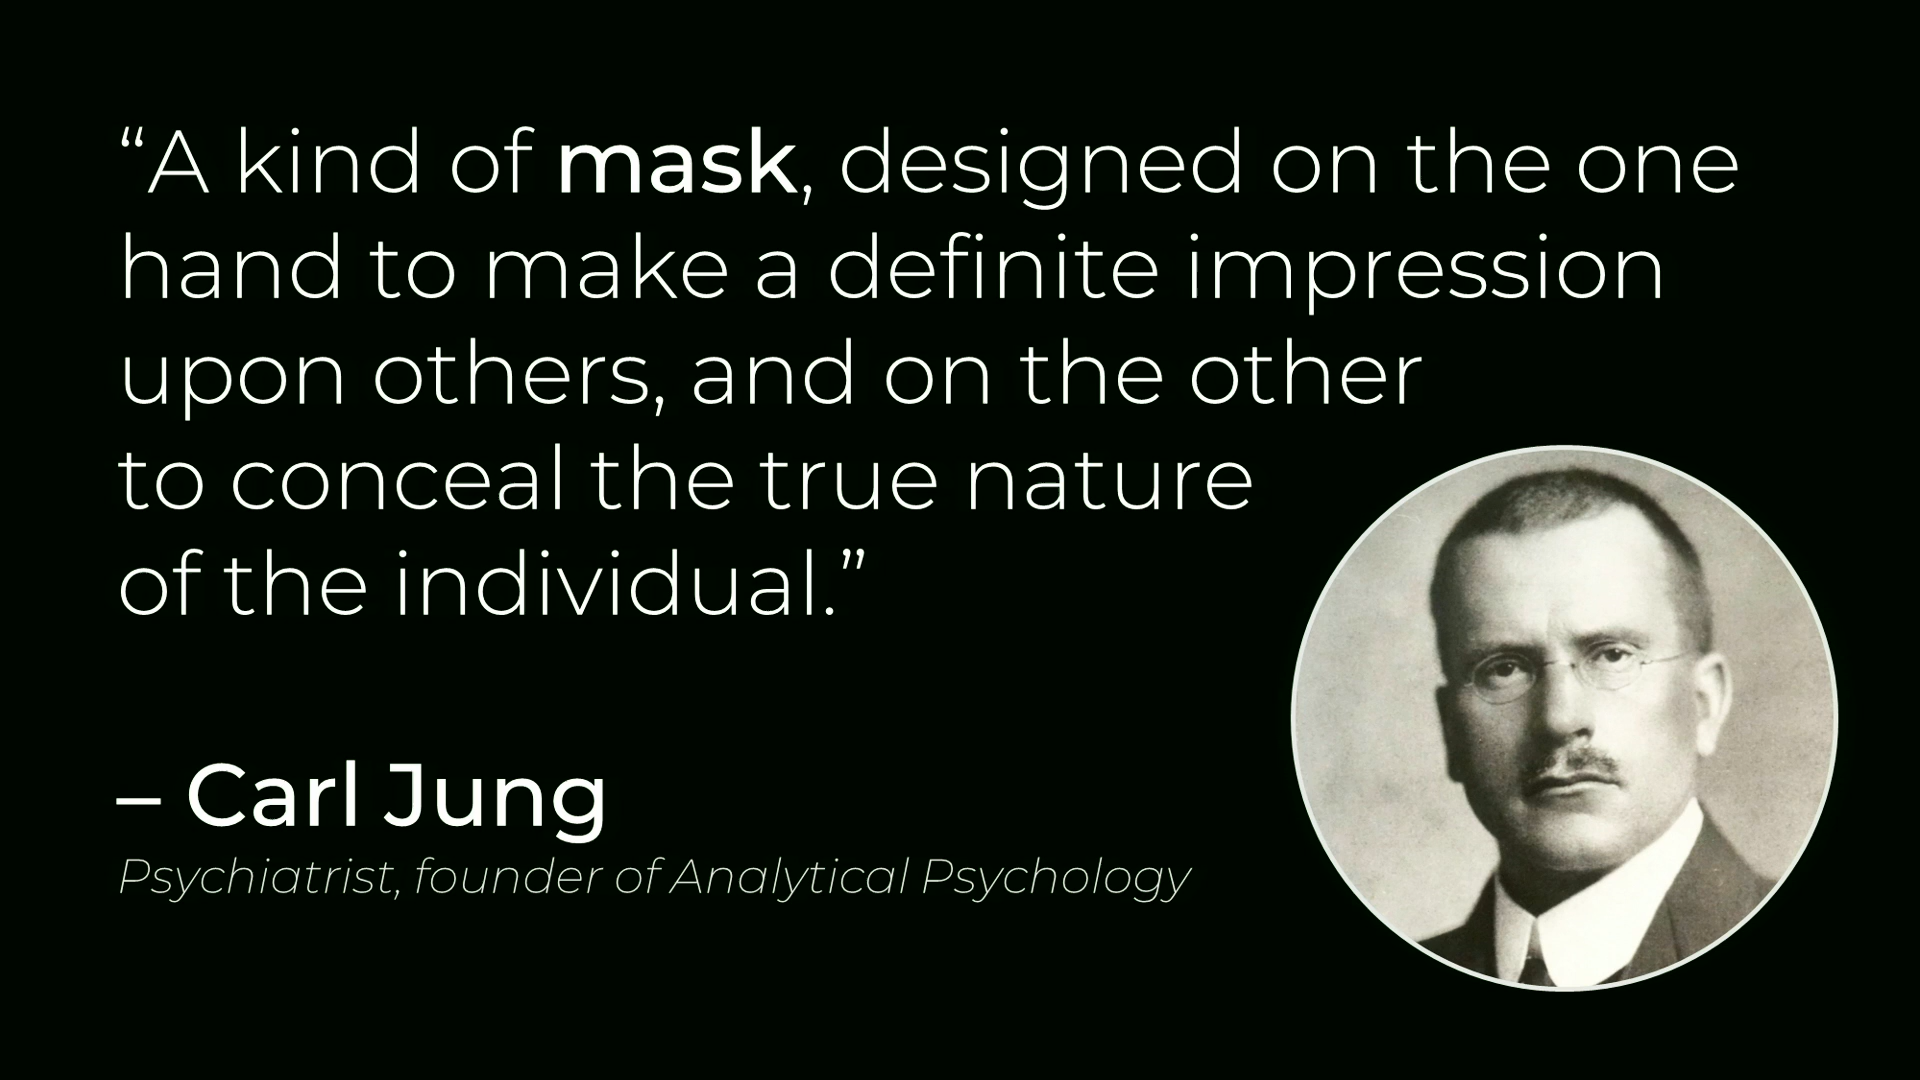 “A kind of mask, designed on the one
hand to make a definite impression
upon others, and on the other
to conceal the true nature
of the individual.”
– Carl Jung
Psychiatrist, founder of Analytical Psychology